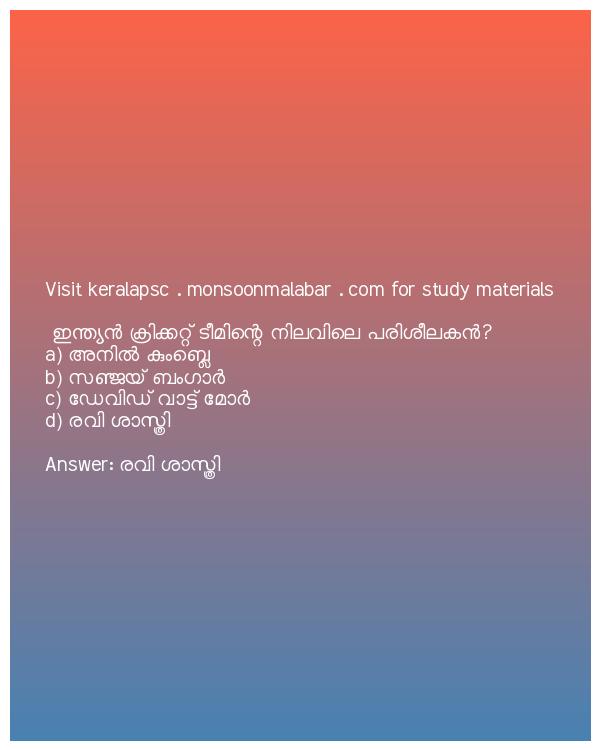 Visit keralapsc . monsoonmalabar . com for study materials
ഇന്ത്യൻ ക്രിക്കറ്റ് ടീമിന്റെ നിലവിലെ പരിശീലകൻ?
a) അനിൽ കുംബ്ലെ
b) സഞ്ജയ് ബംഗാർ
c) ഡേവിഡ് വാട്ട് മോർ
d) രവി ശാസ്ത്രി
Answer: രവി ശാസ്ത്രി